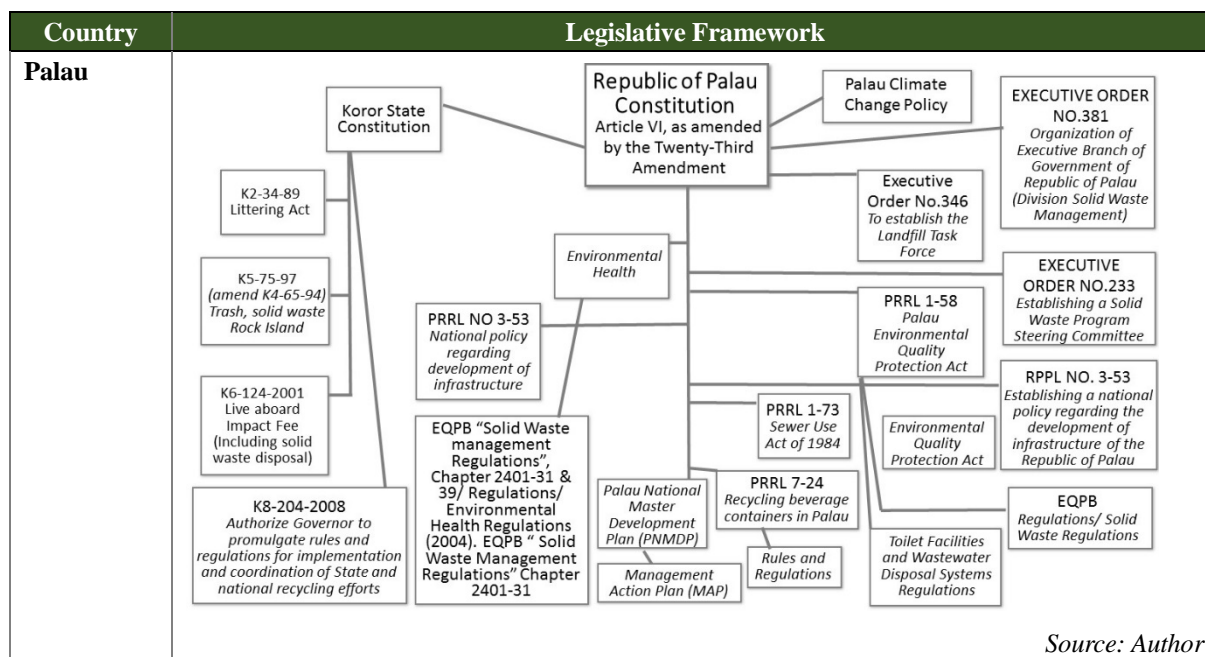 Country
Legislative Framework
Palau
Koror State
Constitution
Republic of Palau
Constitution
Article VI, as amended
by the Twenty-Third
Amendment
Palau Climate
Change Policy
EXECUTIVE ORDER
NO.381
Organization of
Executive Branch of
Government of
Republic of Palau
(Division Solid Waste
Management)
K2-34-89
Littering Act
Executive
Order No.346
To establish the
Landfill Task
Force
Environmental
Health
K5-75-97
(amend K4-65-94)
Trash, solid waste
Rock Island
EXECUTIVE
ORDER NO.233
Establishing a Solid
Waste Program
Steering Committee
PRRL NO 3-53
National policy
regarding
development of
infrastructure
PRRL 1-58
Palau
Environmental
Quality
Protection Act
K6-124-2001
Live aboard
Impact Fee
(Including solid
waste disposal)
RPPL NO. 3-53
Establishing a national
policy regarding the
development of
infrastructure of the
Republic of Palau
PRRL 1-73
Sewer Use
Act of 1984
Environmental
Quality
Protection Act
EQPB “Solid Waste
management
Regulations”,
Chapter 2401-31 &
39/ Regulations/
Environmental
Health Regulations
(2004). EQPB “ Solid
Waste Management
Regulations” Chapter
2401-31
K8-204-2008
Authorize Governor to
promulgate rules and
regulations for implementation
and coordination of State and
national recycling efforts
Palau National
Master
Development
Plan (PNMDP)
PRRL 7-24
Recycling beverage
containers in Palau
EQPB
Regulations/ Solid
Waste Regulations
Management
Action Plan (MAP)
Rules and
Regulations
Toilet Facilities
and Wastewater
Disposal Systems
Regulations
Source: Author